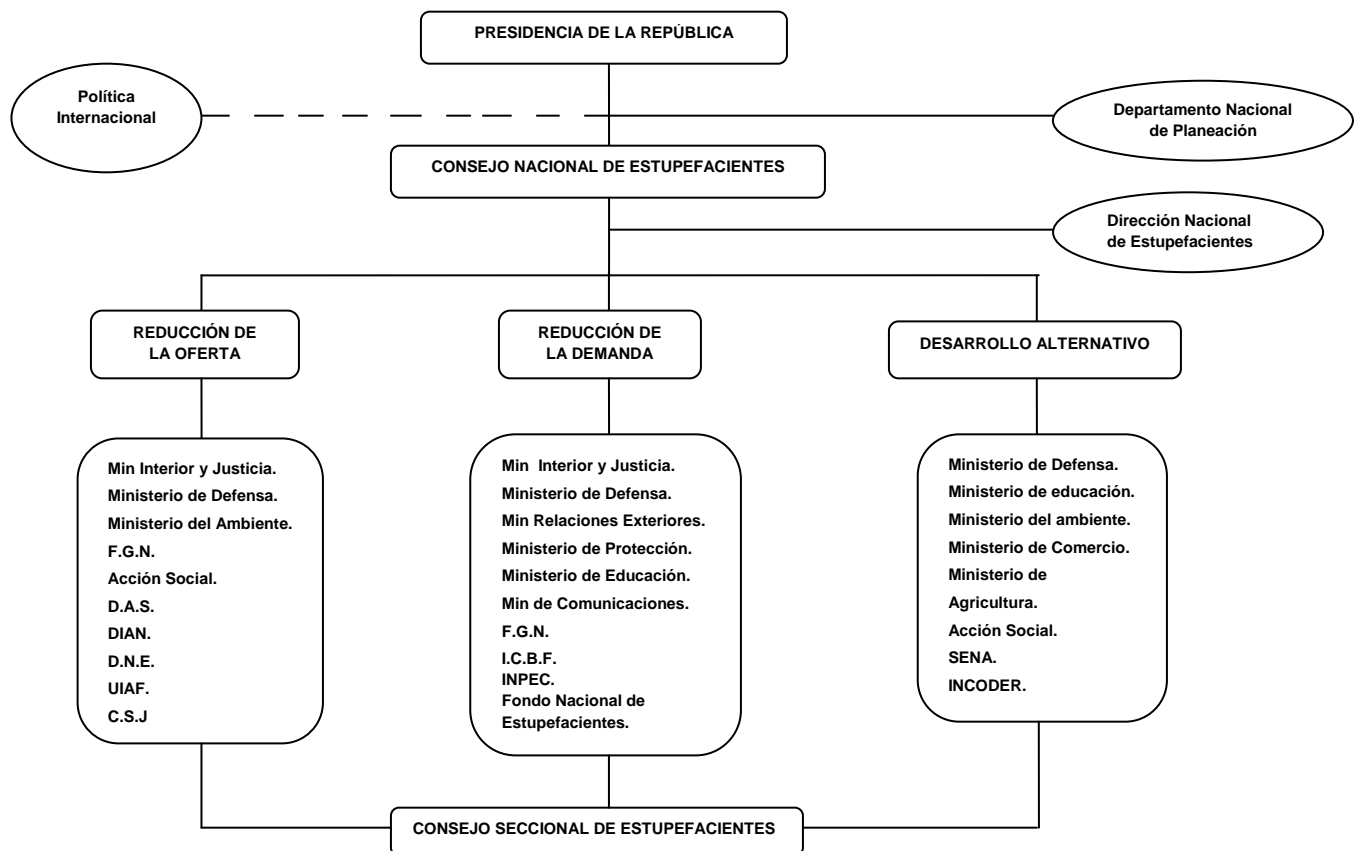 PRESIDENCIA DE LA REPÚBLICA
Política
Internacional
Departamento Nacional
de Planeación
CONSEJO NACIONAL DE ESTUPEFACIENTES
Dirección Nacional
de Estupefacientes
REDUCCIÓN DE
LA OFERTA
REDUCCIÓN DE
LA DEMANDA
DESARROLLO ALTERNATIVO
Min Interior y Justicia.
Ministerio de Defensa.
Ministerio del Ambiente.
F.G.N.
Acción Social.
D.A.S.
DIAN.
D.N.E.
UIAF.
C.S.J
Min Interior y Justicia.
Ministerio de Defensa.
Min Relaciones Exteriores.
Ministerio de Protección.
Ministerio de Educación.
Min de Comunicaciones.
F.G.N.
I.C.B.F.
INPEC.
Fondo Nacional de
Estupefacientes.
Ministerio de Defensa.
Ministerio de educación.
Ministerio del ambiente.
Ministerio de Comercio.
Ministerio de
Agricultura.
Acción Social.
SENA.
INCODER.
CONSEJO SECCIONAL DE ESTUPEFACIENTES